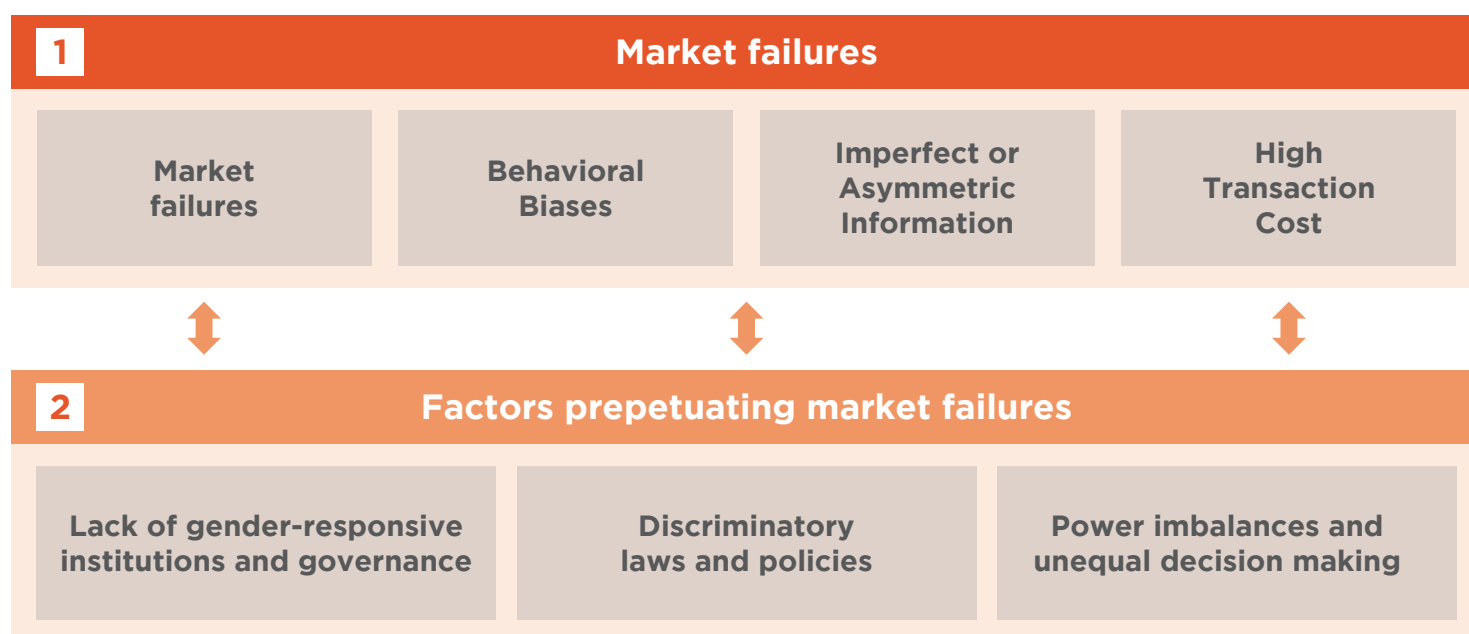 1
Market failures
Market
failures
Behavioral
Biases
Imperfect or
Asymmetric
Information
High
Transaction
Cost
2
Factors prepetuating market failures
Lack of gender-responsive
institutions and governance
Discriminatory
laws and policies
Power imbalances and
unequal decision making